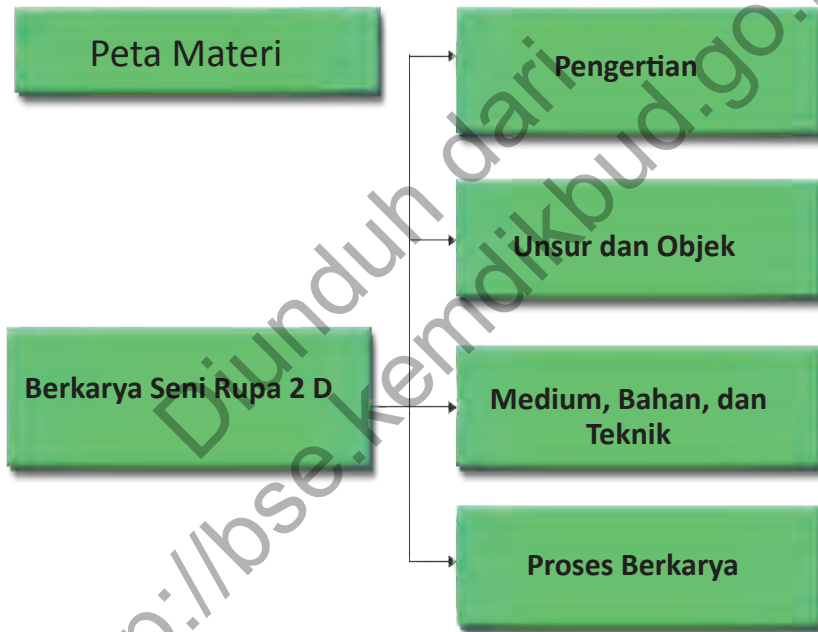 Peta Materi
Pengertian
Unsur dan Objek
Berkarya Seni Rupa 2 D
Medium, Bahan, dan
Teknik
Proses Berkarya
Diunduh dari
http://bse.kemdikbud.go.